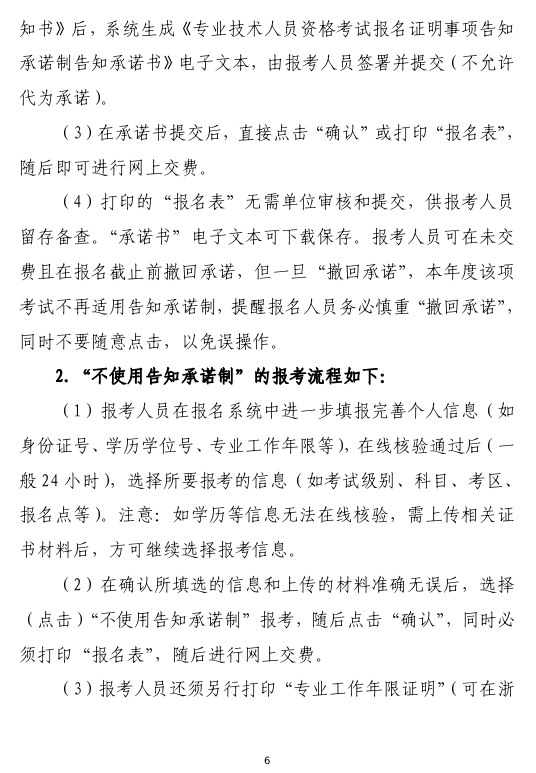 知书》后，系统生成《专业技术人员资格考试报名证明事项告知
承诺制告知承诺书》电子文本，由报考人员签署并提交（不允许
代为承诺）。
（3）在承诺书提交后，直接点击“确认”或打印“报名表”，
随后即可进行网上交费。
（4）打印的“报名表”无需单位审核和提交，供报考人员
留存备查。“承诺书”电子文本可下载保存。报考人员可在未交
费且在报名截止前撤回承诺，但一旦“撤回承诺”，本年度该项
考试不再适用告知承诺制，提醒报名人员务必慎重“撤回承诺”，
同时不要随意点击，以免误操作。
2.“不使用告知承诺制”的报考流程如下：
（1）报考人员在报名系统中进一步填报完善个人信息（如
身份证号、学历学位号、专业工作年限等），在线核验通过后（一
般24小时），选择所要报考的信息（如考试级别、科目、考区、
报名点等）。注意：如学历等信息无法在线核验，需上传相关证
书材料后，方可继续选择报考信息。
（2）在确认所填选的信息和上传的材料准确无误后，选择
（点击）“不使用告知承诺制”报考，随后点击“确认”，同时必
须打印“报名表”，随后进行网上交费。
（3）报考人员还须另行打印“专业工作年限证明”（可在浙
6